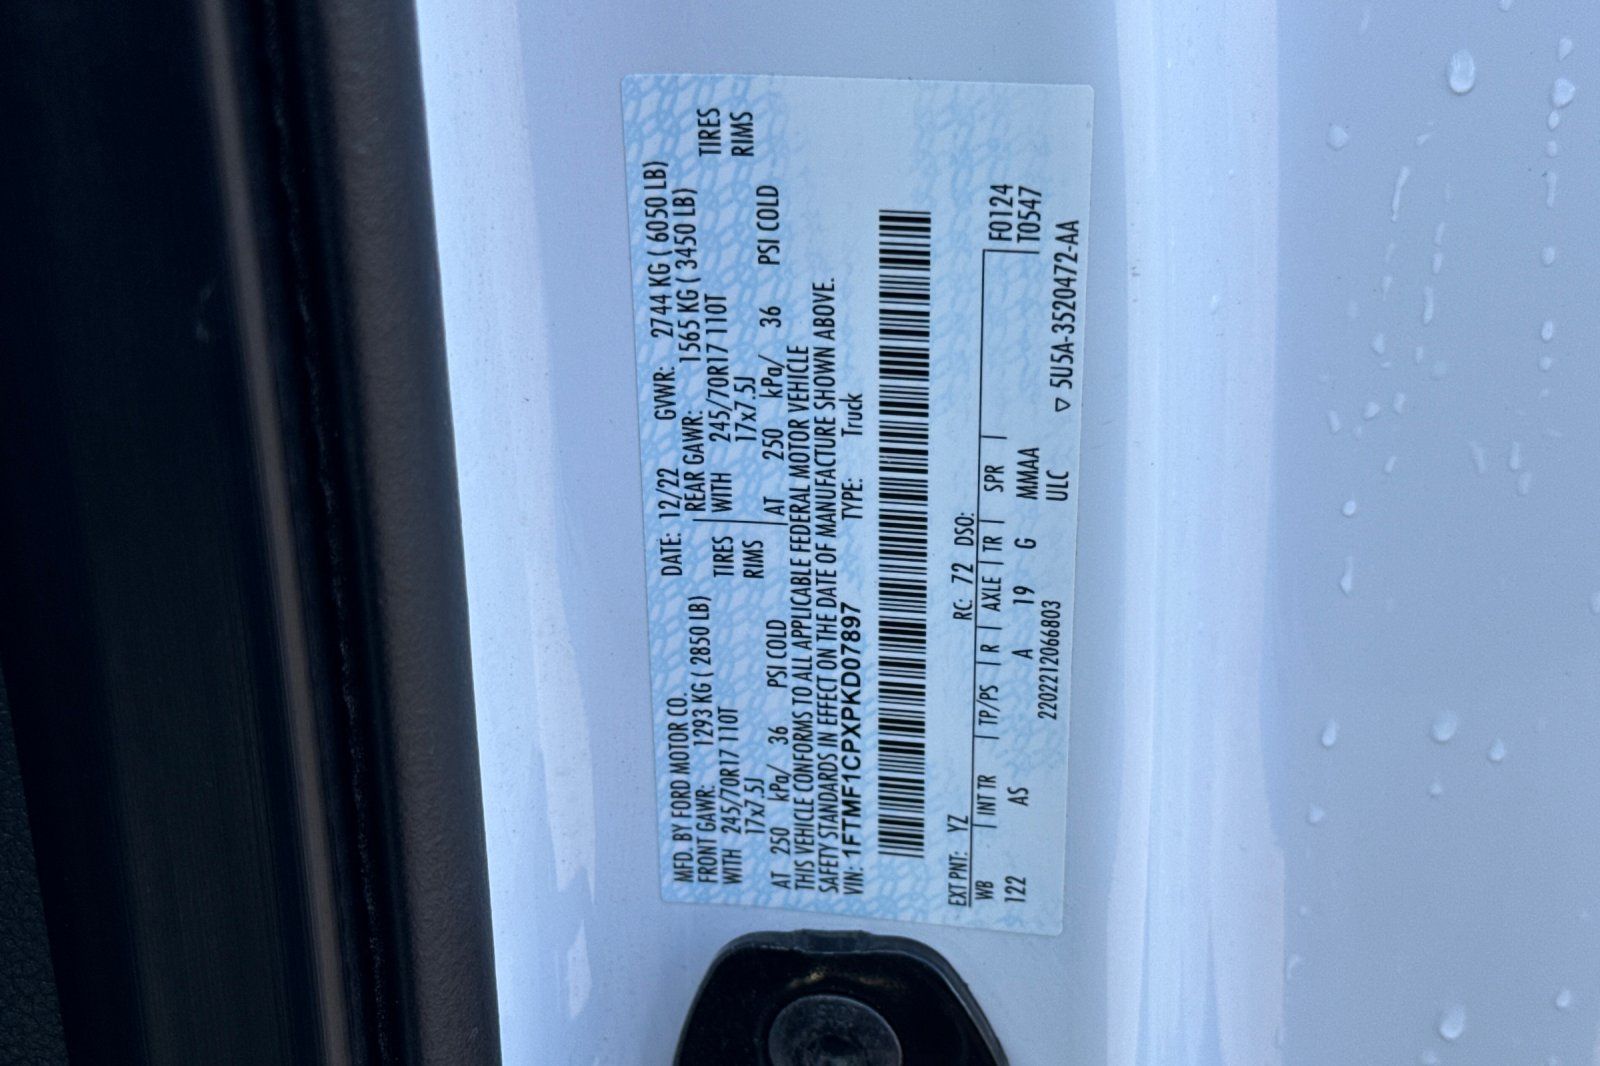 MFD. BY FORD MOTOR CO. DATE: 12/22 GVWR: 2744 KG ( 6050 LB)
FRONT GAWR: 1293 KG ( 2850 LB) REAR GAWR: 1565 KG ( 3450 LB)
WITH 245/70R17 110T TIRES WITH 245/70R17 110T TIRES
17x7.5J RIMS 17x7.5J RIMS
AT 250 kPa/ 36 PSI COLD AT 250 kPa/ 36 PSI COLD
THIS VEHICLE CONFORMS TO ALL APPLICABLE FEDERAL MOTOR VEHICLE
SAFETY STANDARDS IN EFFECT ON THE DATE OF MANUFACTURE SHOWN ABOVE.
VIN: 1FTMF1CPXPKD07897 TYPE: Truck
EXT PNT: YZ RC: 72 DSO:
WB INT TR TP/PS R AXLE TR SPR F0124
122 AS A 19 G MMAA T0547
220221206803 ULC ▽ 5U5A-3520472-AA